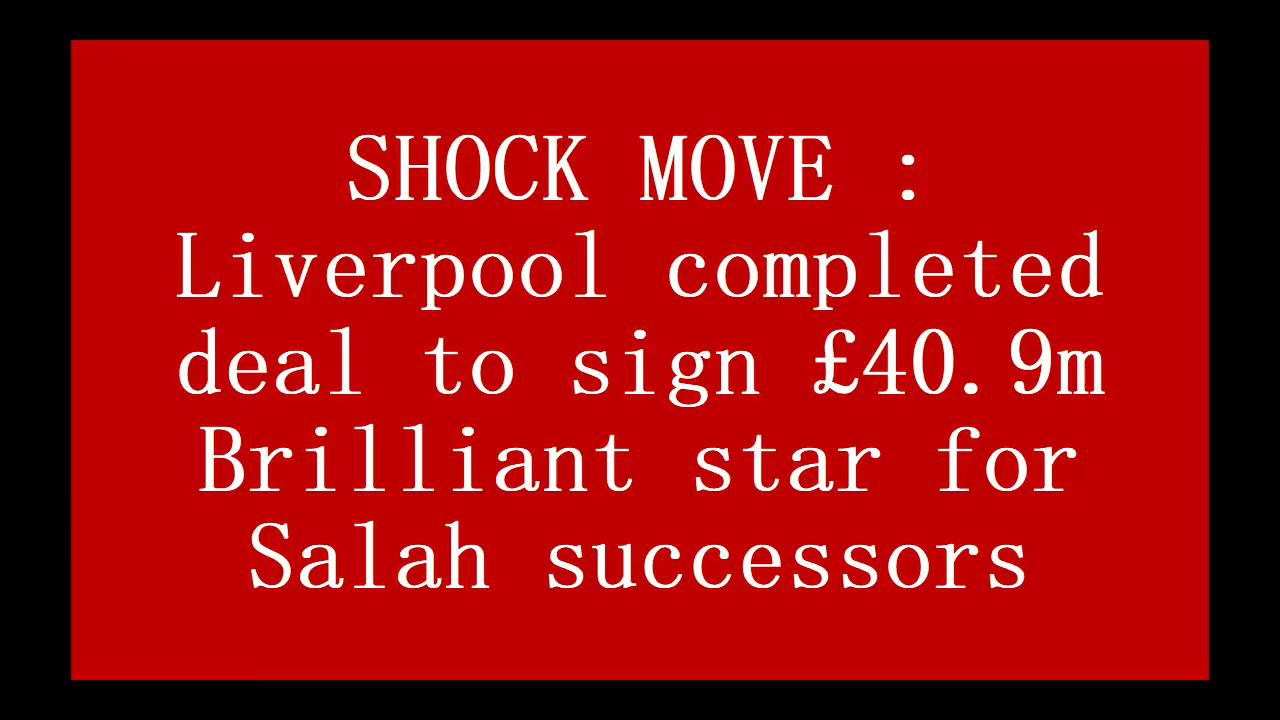 SHOCK MOVE :
Liverpool completed
deal to sign £40.9m
Brilliant star for
Salah successors